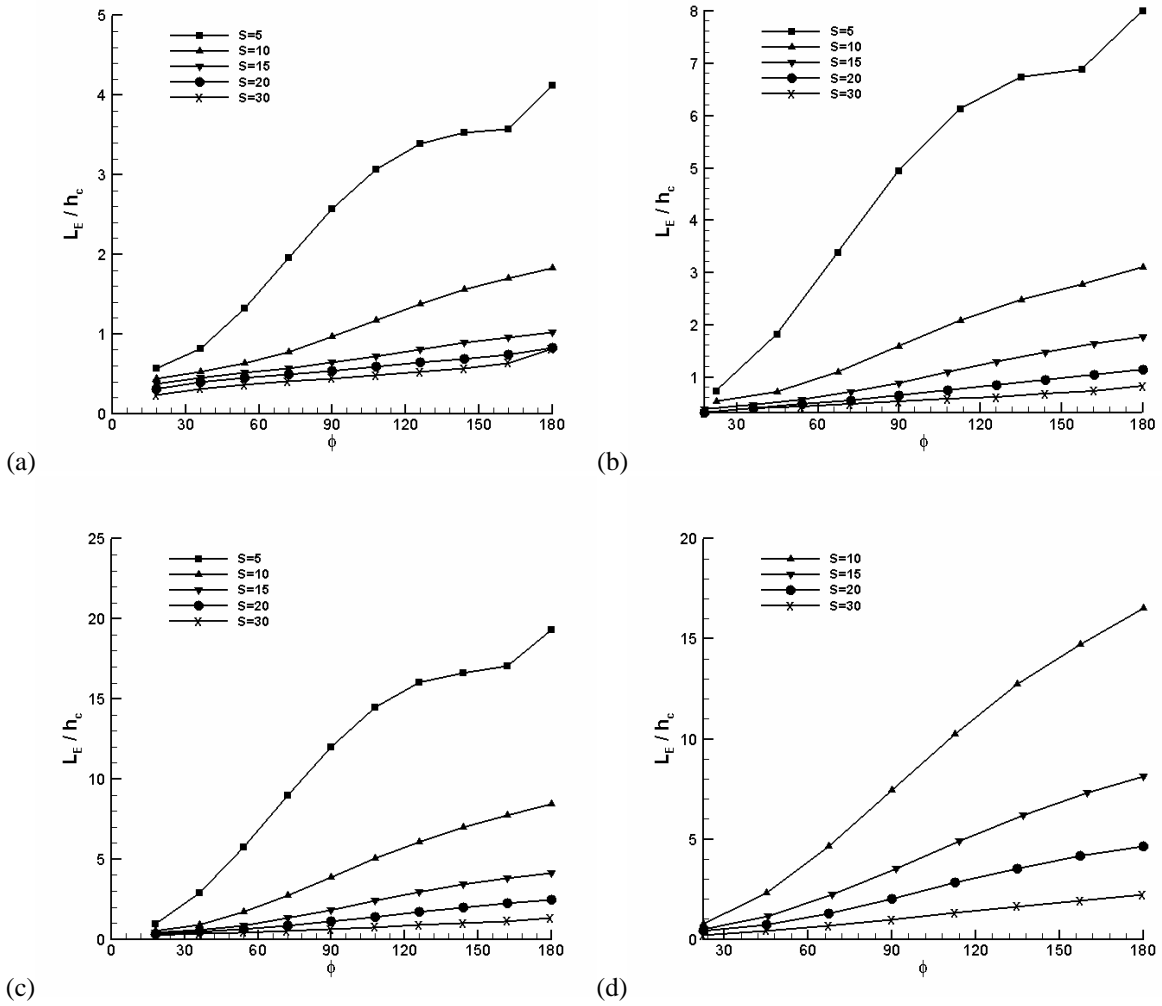 S=5
S=10
S=15
S=20
S=30
5
4
3
2
1
0
L_E / h_c
0 30 60 90 120 150 180
ϕ
(a)
S=5
S=10
S=15
S=20
S=30
8
7
6
5
4
3
2
1
L_E / h_c
30 60 90 120 150 180
ϕ
(b)
S=5
S=10
S=15
S=20
S=30
25
20
15
10
5
0
L_E / h_c
0 30 60 90 120 150 180
ϕ
(c)
S=10
S=15
S=20
S=30
20
15
10
5
0
L_E / h_c
30 60 90 120 150 180
ϕ
(d)